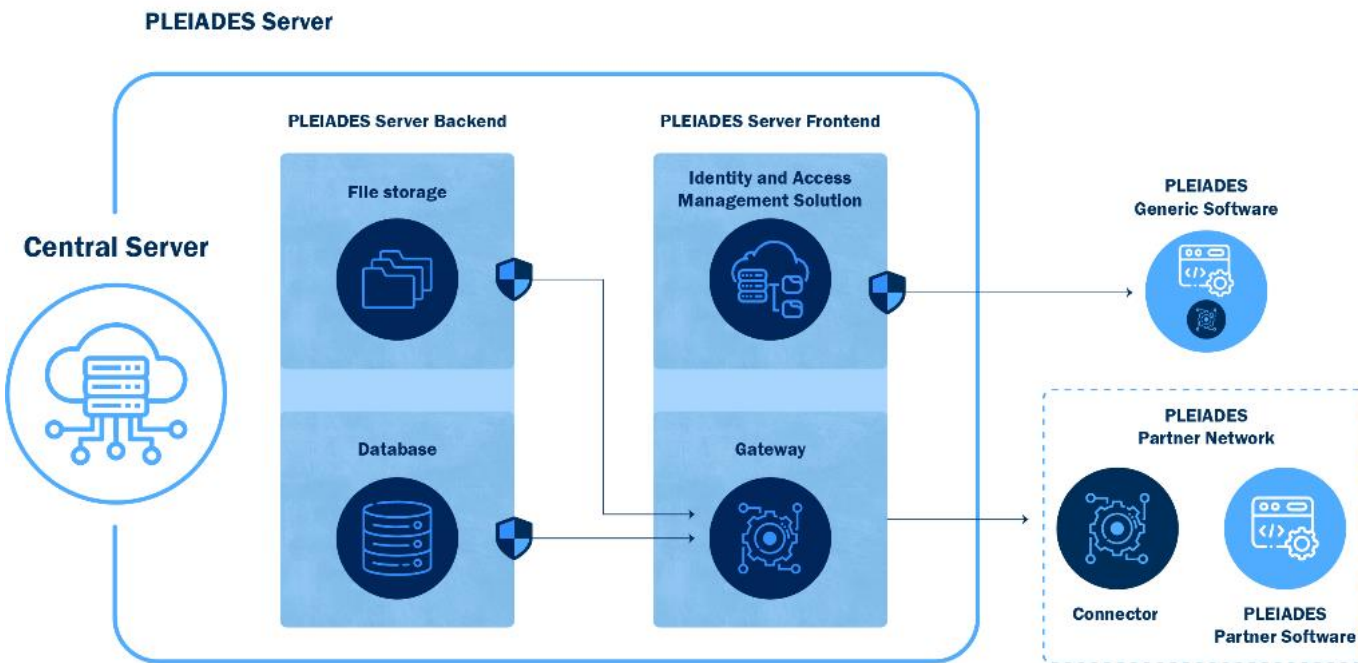 PLEIADES Server
PLEIADES Server Backend
PLEIADES Server Frontend
File storage
Identity and Access
Management Solution
PLEIADES
Generic Software
Central Server
Database
Gateway
PLEIADES
Partner Network
Connector
PLEIADES
Partner Software